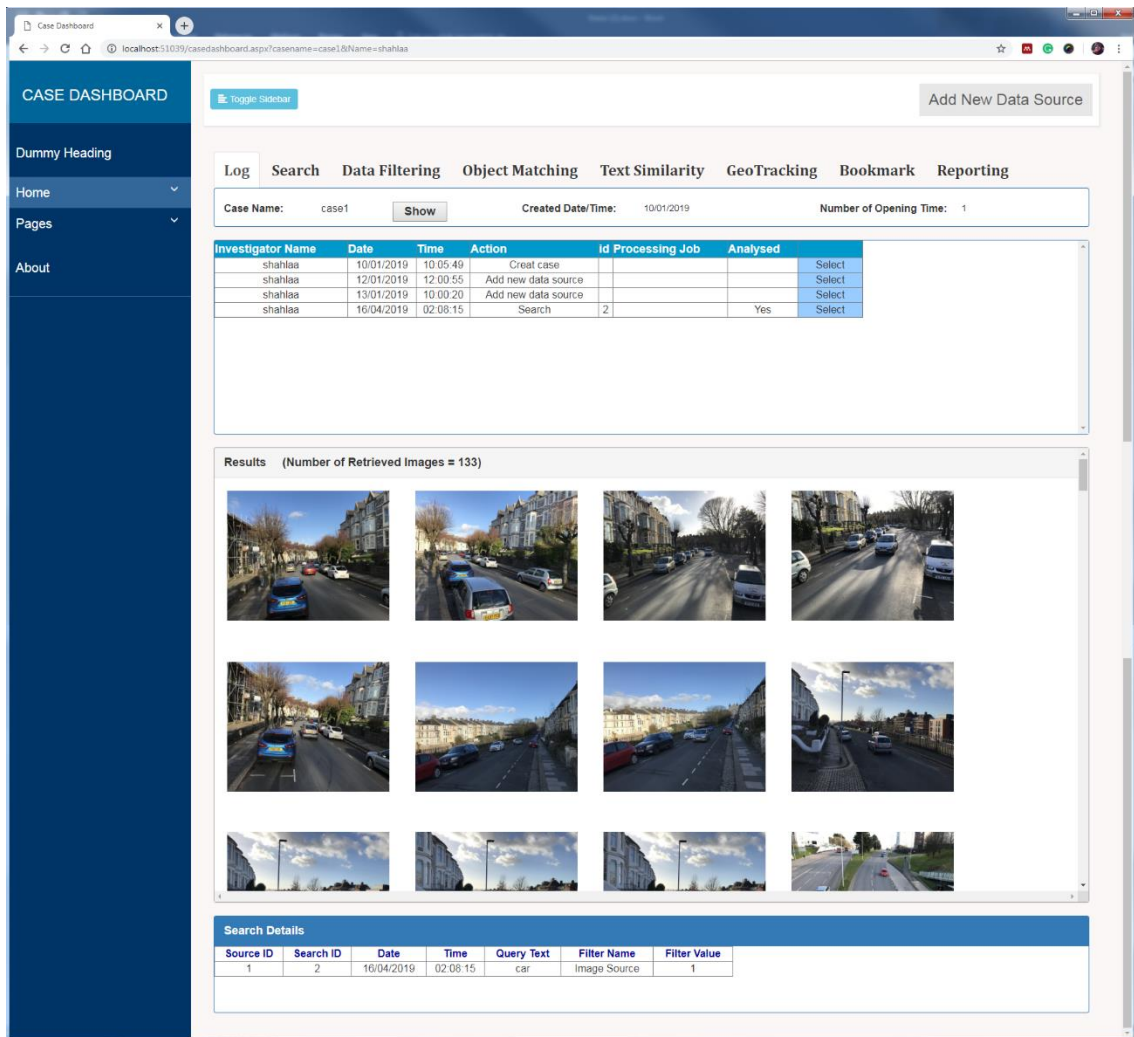 Case Dashboard
localhost:51039/casedashboard.aspx?casename=case1&Name=shahlaa
CASE DASHBOARD
Toggle Sidebar
Add New Data Source
Dummy Heading
Home
Pages
About
Log Search Data Filtering Object Matching Text Similarity GeoTracking Bookmark Reporting
Case Name: case1 Show Created Date/Time: 10/01/2019 Number of Opening Time: 1
Investigator Name Date Time Action id Processing Job Analysed
shahlaa 10/01/2019 10:05:49 Creat case Select
shahlaa 12/01/2019 12:00:55 Add new data source Select
shahlaa 13/01/2019 10:00:20 Add new data source Select
shahlaa 16/04/2019 02:08:15 Search 2 Yes Select
Results (Number of Retrieved Images = 133)
Search Details
Source ID Search ID Date Time Query Text Filter Name Filter Value
1 2 16/04/2019 02:08:15 car Image Source 1